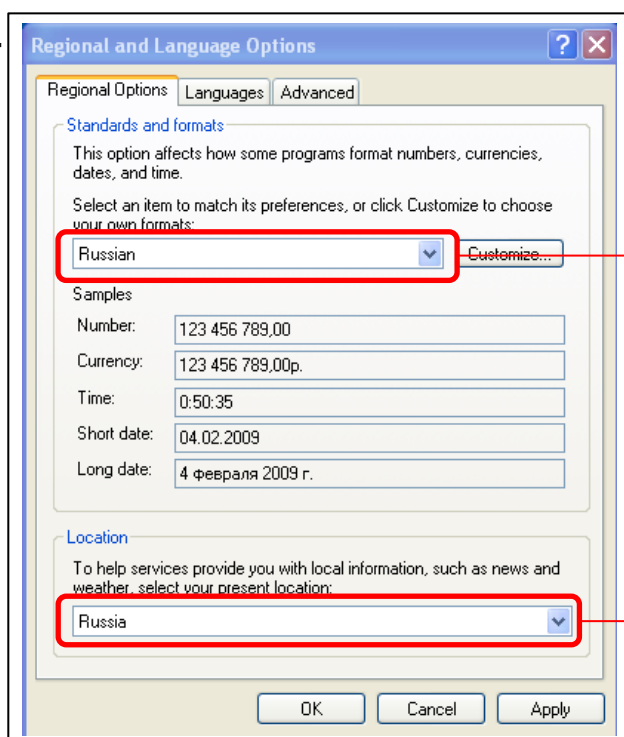 Regional and Language Options
Regional Options Languages Advanced
Standards and formats
This option affects how some programs format numbers, currencies,
dates, and time.
Select an item to match its preferences, or click Customize to choose
your own formats:
Russian Customize...
Samples
Number: 123 456 789,00
Currency: 123 456 789,00р.
Time: 0:50:35
Short date: 04.02.2009
Long date: 4 февраля 2009 г.
Location
To help services provide you with local information, such as news and
weather, select your present location:
Russia
OK Cancel Apply